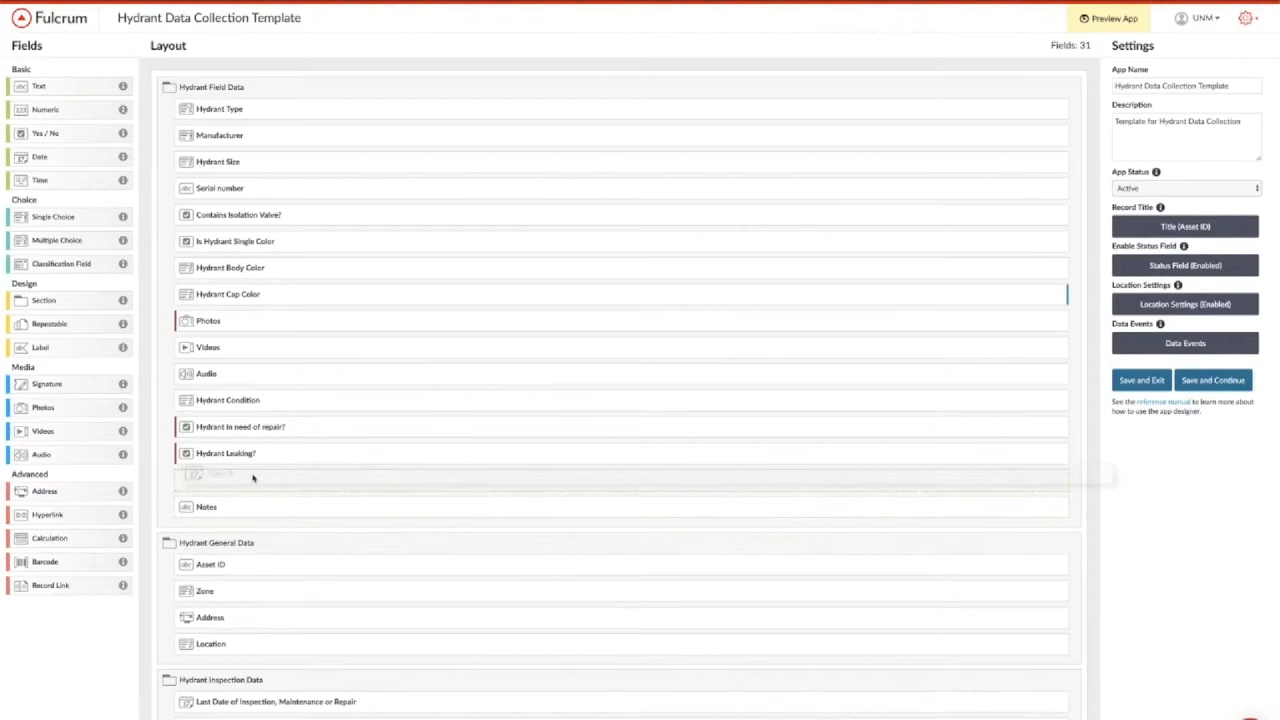 Fulcrum
Hydrant Data Collection Template
Preview App
UNM
Fields
Basic
Text
Numeric
Yes / No
Date
Time
Choice
Single Choice
Multiple Choice
Classification Field
Design
Section
Repeatable
Label
Media
Signature
Photos
Videos
Audio
Advanced
Address
Hyperlink
Calculation
Barcode
Record Link
Layout
Fields: 31
Hydrant Field Data
Hydrant Type
Manufacturer
Hydrant Size
Serial number
Contains Isolation Valve?
Is Hydrant Single Color
Hydrant Body Color
Hydrant Cap Color
Photos
Videos
Audio
Hydrant Condition
Hydrant in need of repair?
Hydrant Leaking?
Notes
Hydrant General Data
Asset ID
Zone
Address
Location
Hydrant Inspection Data
Last Date of Inspection, Maintenance or Repair
Settings
App Name
Hydrant Data Collection Template
Description
Template for Hydrant Data Collection
App Status
Active
Record Title
Title (Asset ID)
Enable Status Field
Status Field (Enabled)
Location Settings
Location Settings (Enabled)
Data Events
Data Events
Save and Exit
Save and Continue
See the reference manual to learn more about
how to use the app designer.